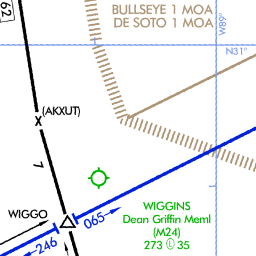 BULLSEYE 1 MOA
DE SOTO 1 MOA
W89°
N31°
62
(AKXUT)
X
7
WIGGO
065
246
WIGGINS
Dean Griffin Meml
(M24)
273 Ⓛ 35